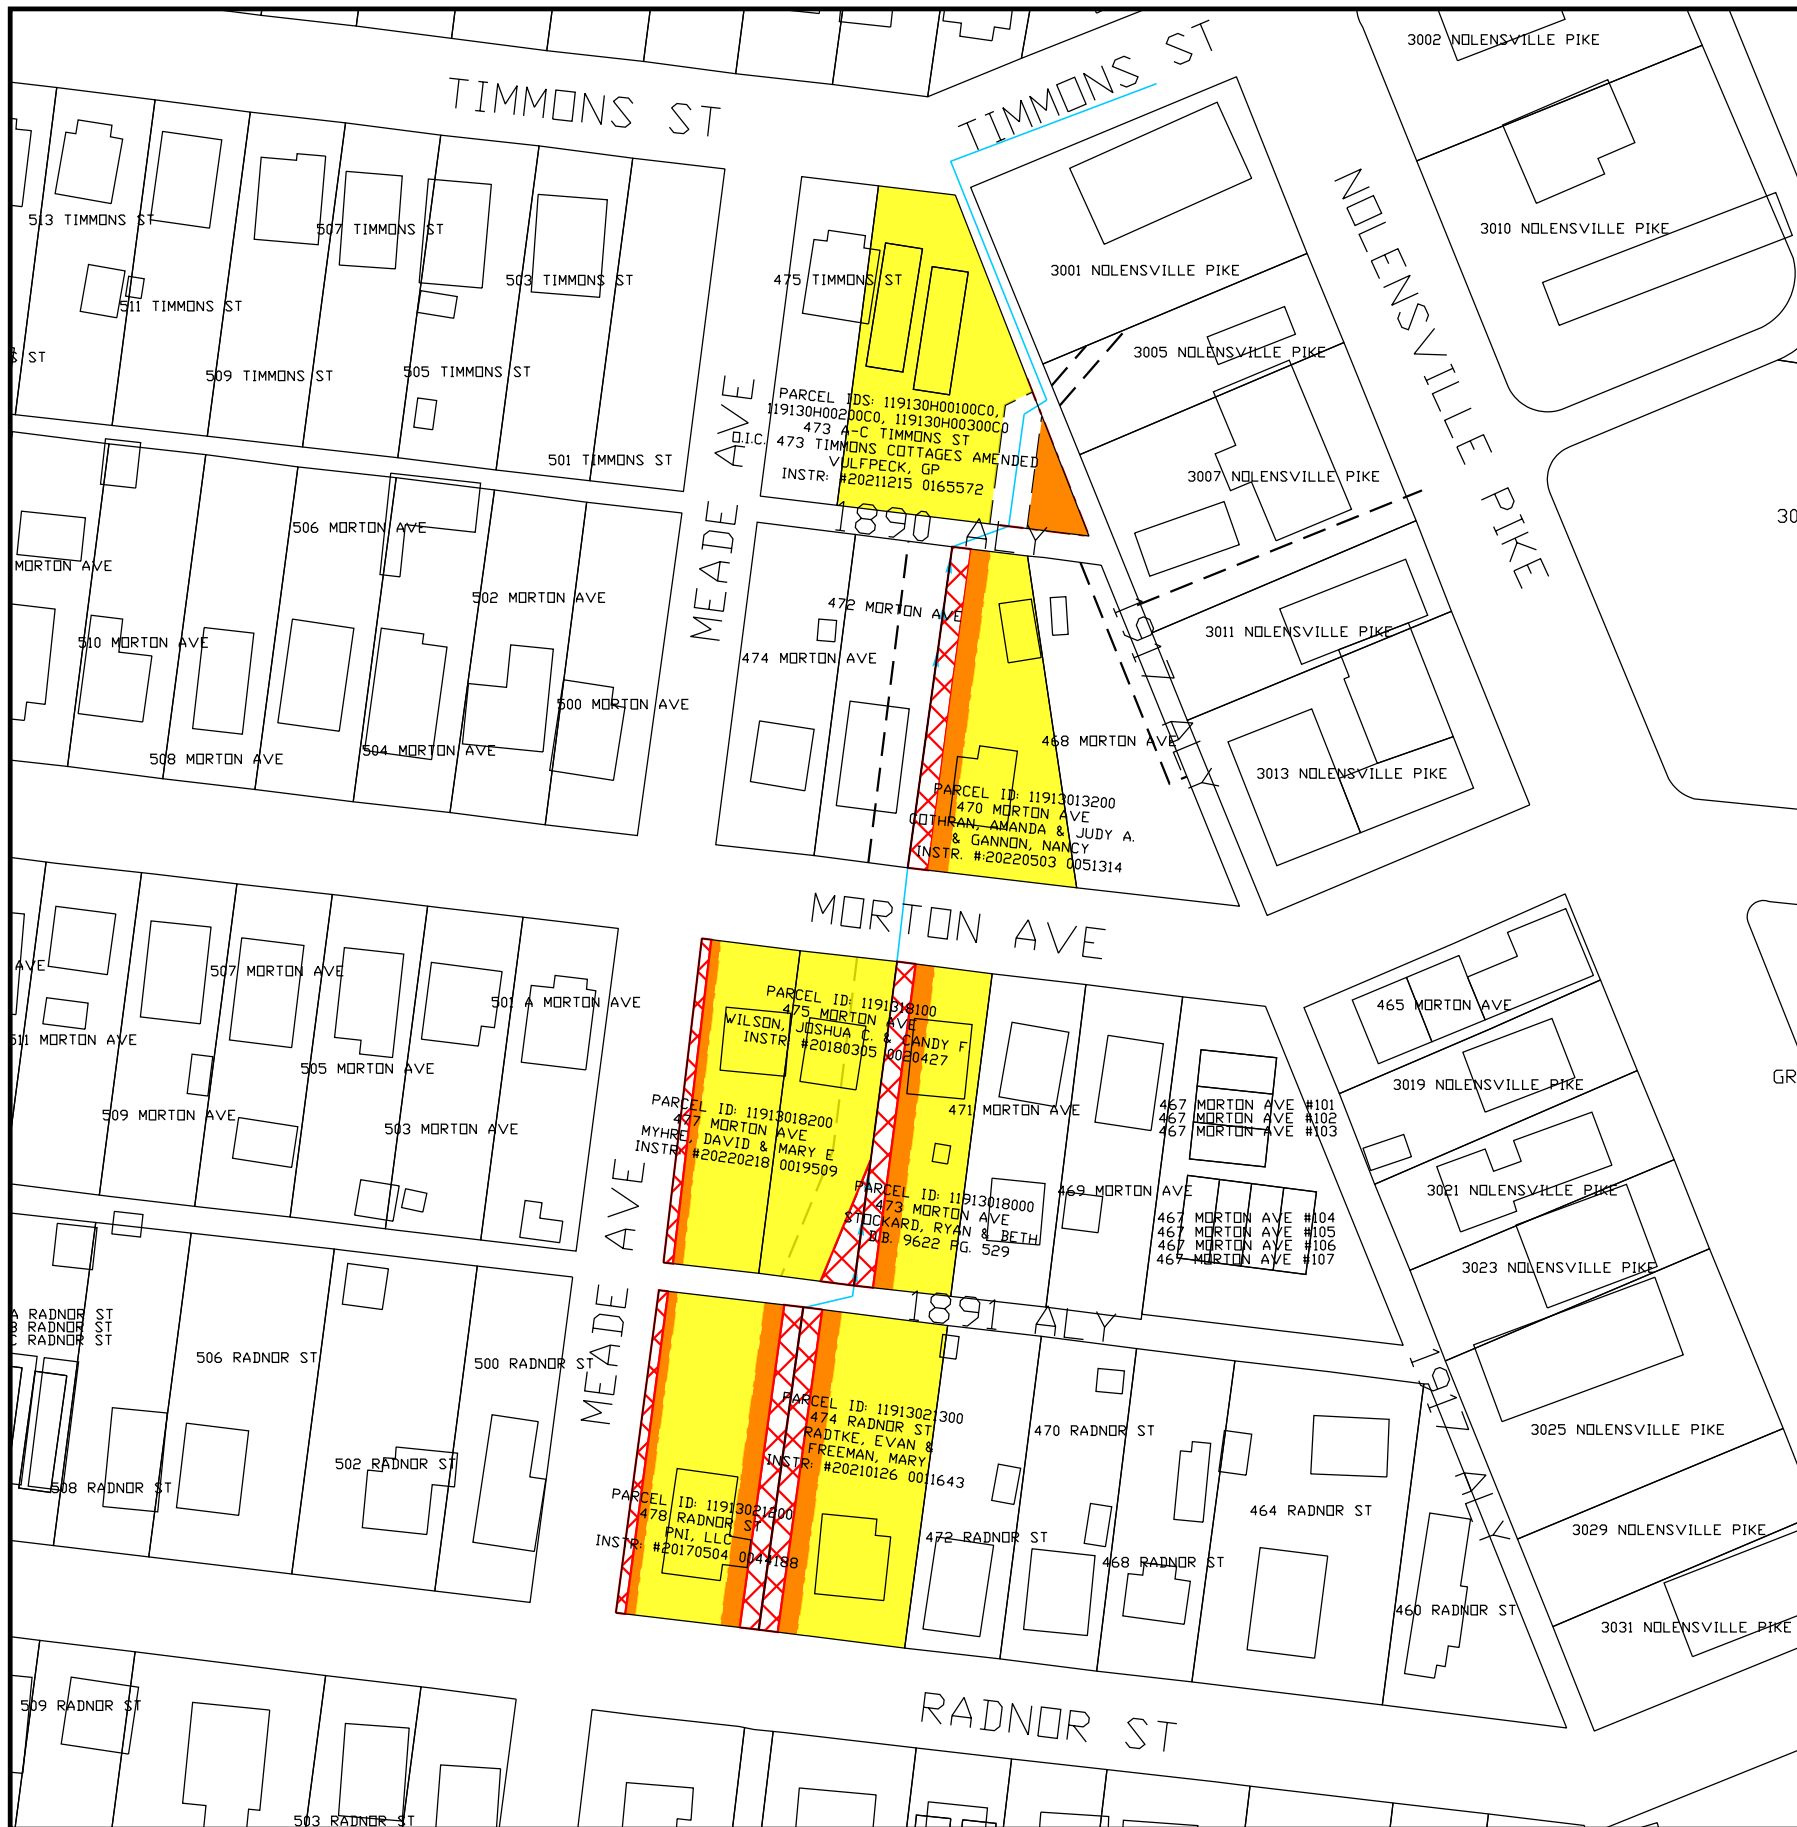 3002 NOLENSVILLE PIKE
TIMMONS ST
TIMMONS ST
NOLENSVILLE PIKE
513 TIMMONS ST
507 TIMMONS ST
3010 NOLENSVILLE PIKE
3001 NOLENSVILLE PIKE
503 TIMMONS ST
475 TIMMONS ST
511 TIMMONS ST
ST
3005 NOLENSVILLE PIKE
509 TIMMONS ST
505 TIMMONS ST
MEADE AVE
PARCEL IDS: 119130H00100C0,
119130H00200C0, 119130H00300C0
473 A-C TIMMONS ST
O.I.C. 473 TIMMONS COTTAGES AMENDED
VULFPECK, GP
INSTR: #20211215 0165572
501 TIMMONS ST
3007 NOLENSVILLE PIKE
30
1890 ALY
506 MORTON AVE
MORTON AVE
502 MORTON AVE
472 MORTON AVE
1917 ALY
3011 NOLENSVILLE PIKE
510 MORTON AVE
474 MORTON AVE
500 MORTON AVE
468 MORTON AVE
504 MORTON AVE
508 MORTON AVE
3013 NOLENSVILLE PIKE
PARCEL ID: 11913013200
470 MORTON AVE
COTHRAN, AMANDA & JUDY A.
& GANNON, NANCY
INSTR. #:20220503 0051314
MORTON AVE
AVE
507 MORTON AVE
501 A MORTON AVE
PARCEL ID: 11913018100
475 MORTON AVE
WILSON, JOSHUA C. & CANDY F
INSTR: #20180305 0020427
465 MORTON AVE
511 MORTON AVE
505 MORTON AVE
3019 NOLENSVILLE PIKE
GR
509 MORTON AVE
503 MORTON AVE
PARCEL ID: 11913018200
477 MORTON AVE
MYHRE, DAVID & MARY E
INSTR: #20220218 0019509
471 MORTON AVE
467 MORTON AVE #101
467 MORTON AVE #102
467 MORTON AVE #103
MEADE AVE
PARCEL ID: 11913018000
473 MORTON AVE
STOCKARD, RYAN & BETH
D.B. 9622 PG. 529
469 MORTON AVE
3021 NOLENSVILLE PIKE
467 MORTON AVE #104
467 MORTON AVE #105
467 MORTON AVE #106
467 MORTON AVE #107
3023 NOLENSVILLE PIKE
1891 ALY
A RADNOR ST
B RADNOR ST
C RADNOR ST
506 RADNOR ST
500 RADNOR ST
1917 ALY
PARCEL ID: 11913021300
474 RADNOR ST
RADTKE, EVAN &
FREEMAN, MARY
INSTR: #20210126 0011643
470 RADNOR ST
3025 NOLENSVILLE PIKE
502 RADNOR ST
508 RADNOR ST
PARCEL ID: 11913021200
478 RADNOR ST
PNI, LLC
INSTR: #20170504 0044188
464 RADNOR ST
472 RADNOR ST
3029 NOLENSVILLE PIKE
468 RADNOR ST
460 RADNOR ST
3031 NOLENSVILLE PIKE
509 RADNOR ST
RADNOR ST
503 RADNOR ST